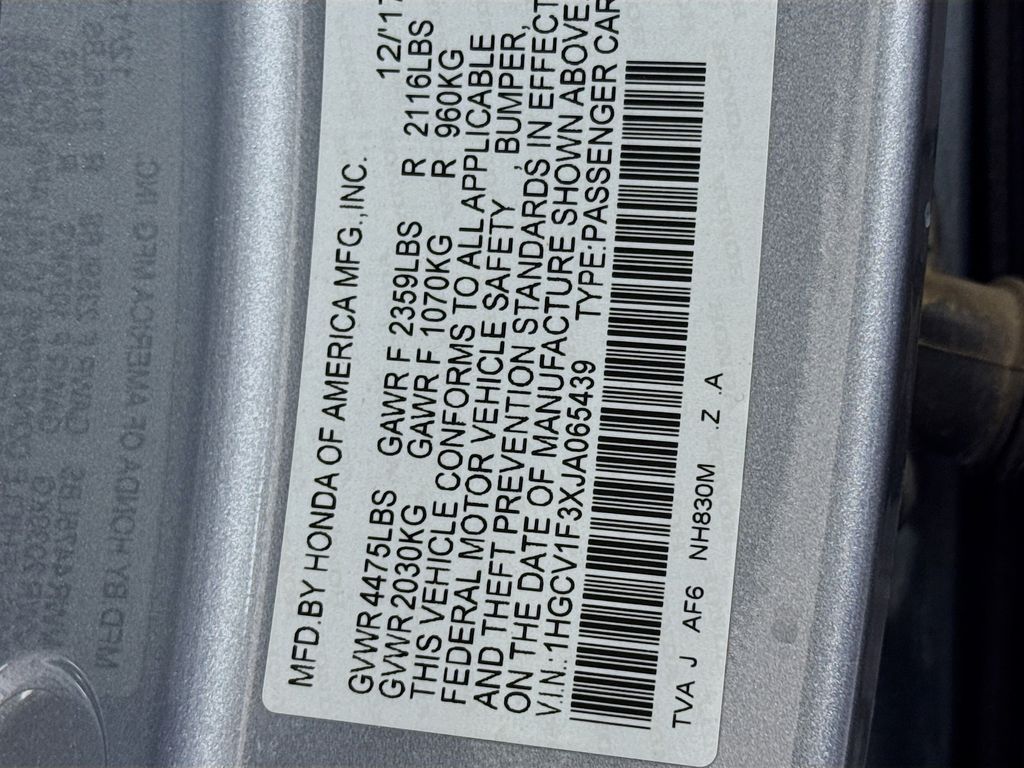 MFD.BY HONDA OF AMERICA MFG.,INC. 12/'17
GVWR 4475LBS GAWR F 2359LBS R 2116LBS
GVWR 2030KG GAWR F 1070KG R 960KG
THIS VEHICLE CONFORMS TO ALL APPLICABLE
FEDERAL MOTOR VEHICLE SAFETY , BUMPER,
AND THEFT PREVENTION STANDARDS IN EFFECT
ON THE DATE OF MANUFACTURE SHOWN ABOVE.
V.I.N.:1HGCV1F3XJA065439 TYPE:PASSENGER CAR
TVA J AF6 NH830M .Z .A